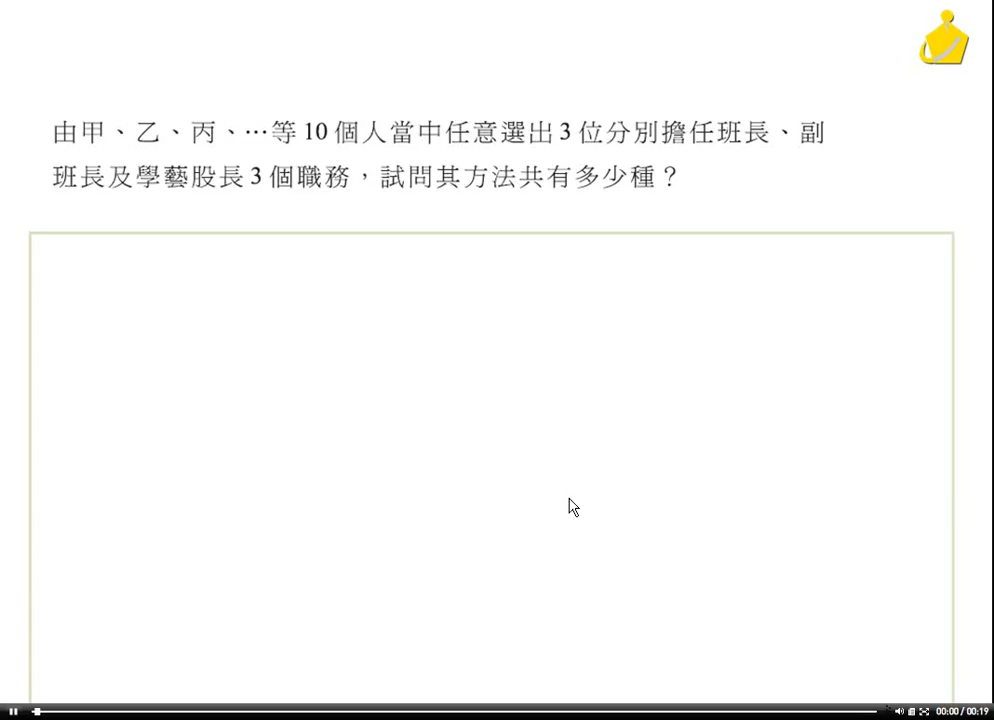 由甲、乙、丙、⋯等 10 個人當中任意選出 3 位分別擔任班長、副
班長及學藝股長 3 個職務，試問其方法共有多少種？
00:00 / 00:19